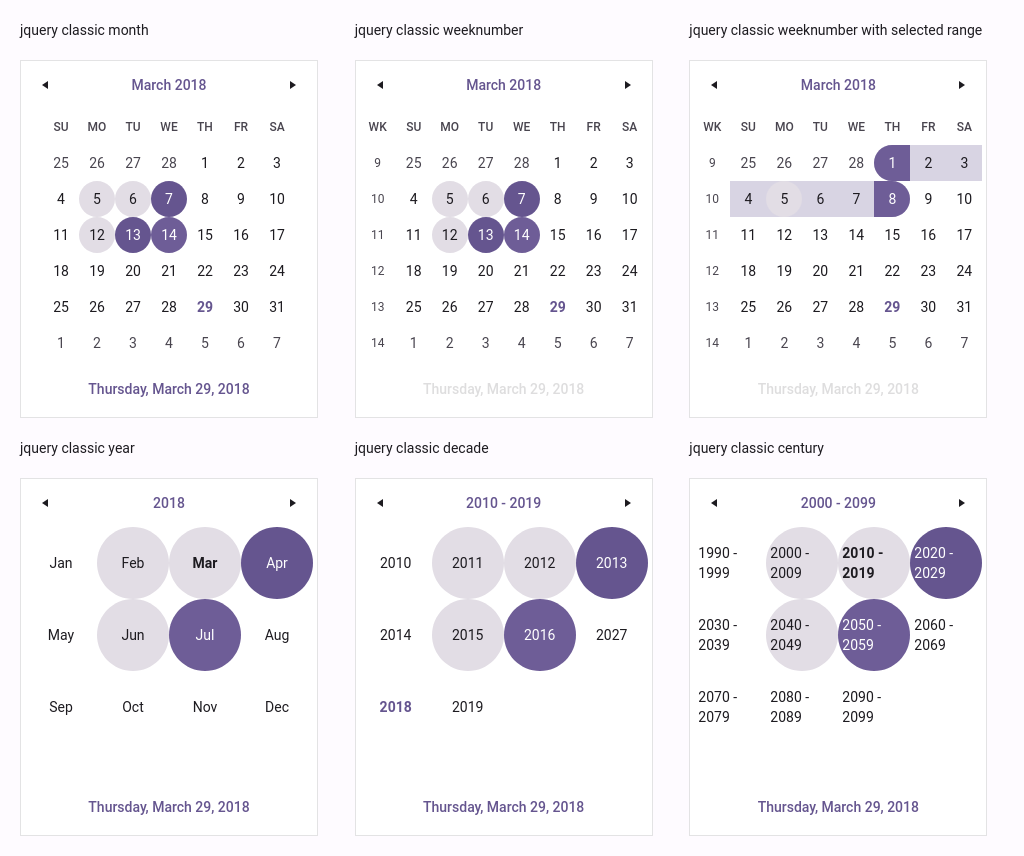 jquery classic month
March 2018
SU MO TU WE TH FR SA
25 26 27 28 1 2 3
4 5 6 7 8 9 10
11 12 13 14 15 16 17
18 19 20 21 22 23 24
25 26 27 28 29 30 31
1 2 3 4 5 6 7
Thursday, March 29, 2018
jquery classic weeknumber
March 2018
WK SU MO TU WE TH FR SA
9 25 26 27 28 1 2 3
10 4 5 6 7 8 9 10
11 11 12 13 14 15 16 17
12 18 19 20 21 22 23 24
13 25 26 27 28 29 30 31
14 1 2 3 4 5 6 7
Thursday, March 29, 2018
jquery classic weeknumber with selected range
March 2018
WK SU MO TU WE TH FR SA
9 25 26 27 28 1 2 3
10 4 5 6 7 8 9 10
11 11 12 13 14 15 16 17
12 18 19 20 21 22 23 24
13 25 26 27 28 29 30 31
14 1 2 3 4 5 6 7
Thursday, March 29, 2018
jquery classic year
2018
Jan Feb Mar Apr
May Jun Jul Aug
Sep Oct Nov Dec
Thursday, March 29, 2018
jquery classic decade
2010 - 2019
2010 2011 2012 2013
2014 2015 2016 2027
2018 2019
Thursday, March 29, 2018
jquery classic century
2000 - 2099
1990 - 2000 - 2010 - 2020 -
1999 2009 2019 2029
2030 - 2040 - 2050 - 2060 -
2039 2049 2059 2069
2070 - 2080 - 2090 -
2079 2089 2099
Thursday, March 29, 2018